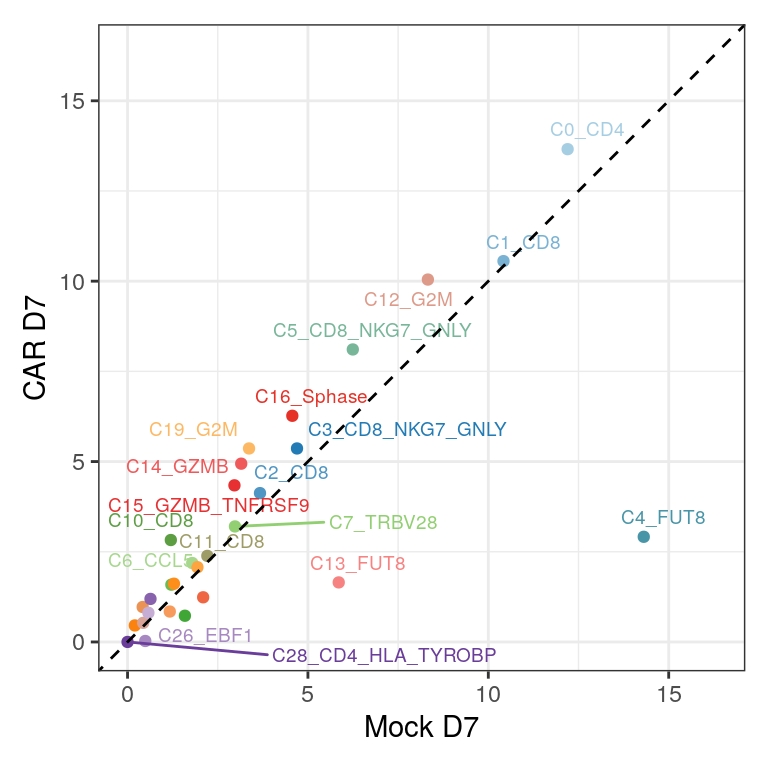 15
10
5
0
CAR D7
C0_CD4
C1_CD8
C12_G2M
C5_CD8_NKG7_GNLY
C16_Sphase
C19_G2M
C3_CD8_NKG7_GNLY
C14_GZMB
C2_CD8
C15_GZMB_TNFRSF9
C10_CD8
C7_TRBV28
C4_FUT8
C11_CD8
C6_CCL5
C13_FUT8
C26_EBF1
C28_CD4_HLA_TYROBP
0
5
10
15
Mock D7